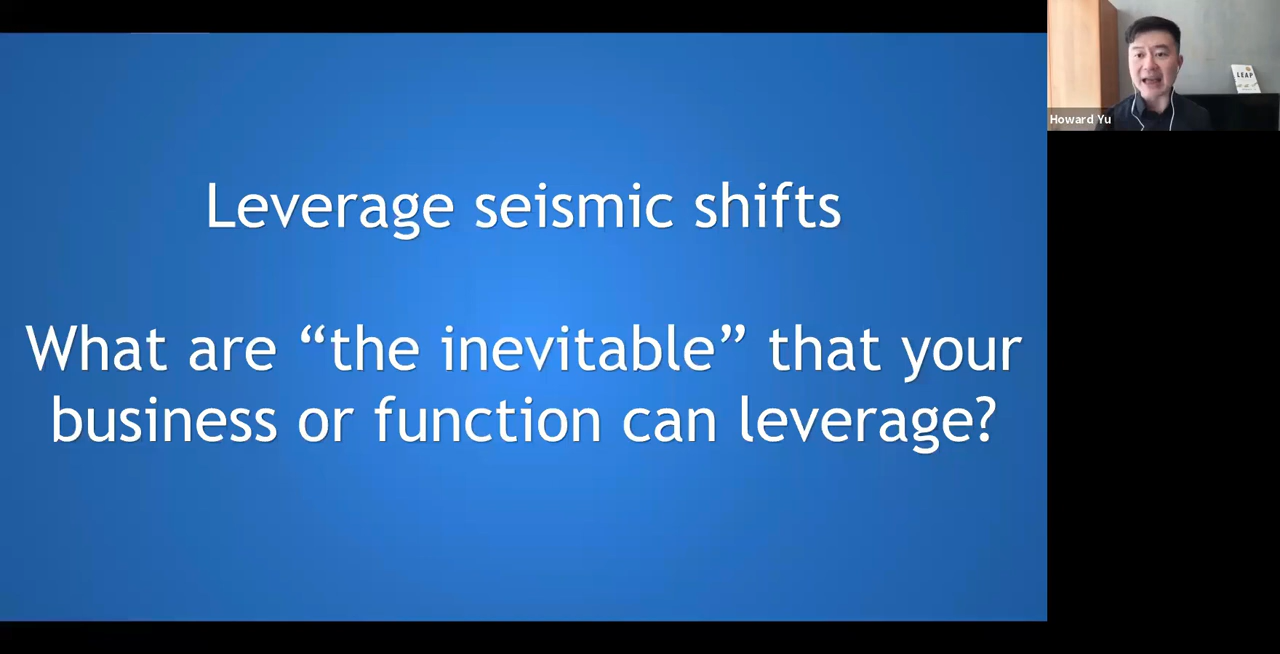 Leverage seismic shifts
What are “the inevitable” that your
business or function can leverage?
LEAP
Howard Yu